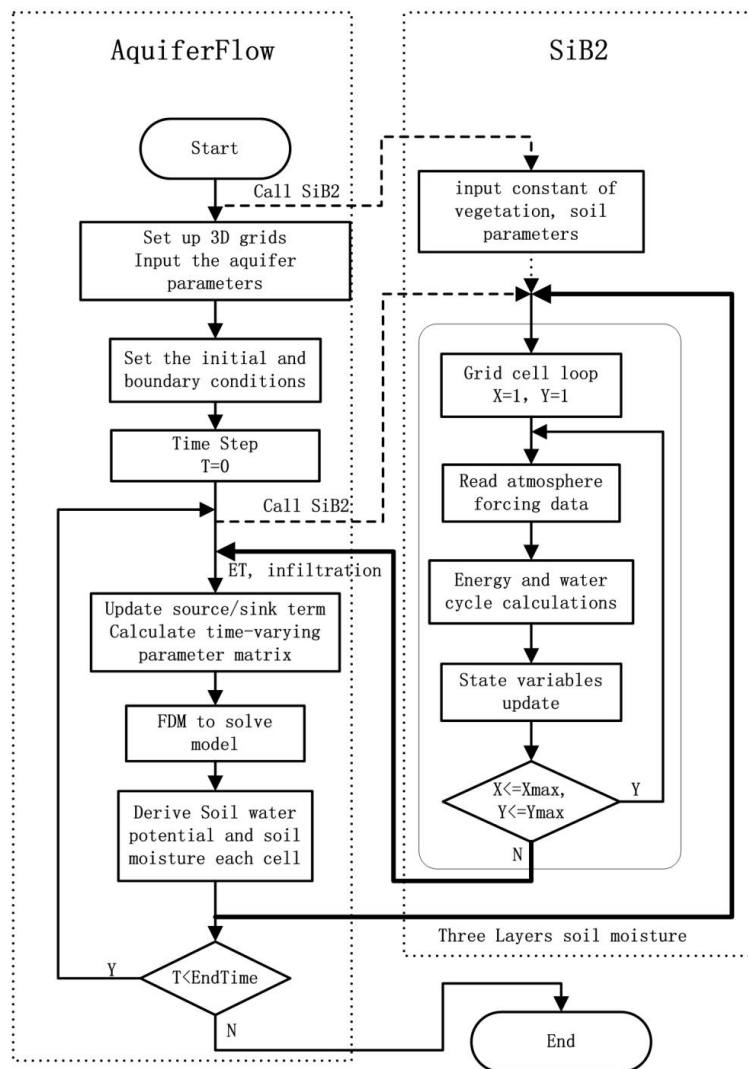 AquiferFlow
Start
Call SiB2
Set up 3D grids
Input the aquifer
parameters
Set the initial and
boundary conditions
Time Step
T=0
Call SiB2
ET, infiltration
Update source/sink term
Calculate time-varying
parameter matrix
FDM to solve
model
Derive Soil water
potential and soil
moisture each cell
T<EndTime
Y
N
SiB2
input constant of
vegetation, soil
parameters
Grid cell loop
X=1, Y=1
Read atmosphere
forcing data
Energy and water
cycle calculations
State variables
update
X<=Xmax,
Y<=Ymax
Y
N
Three Layers soil moisture
End